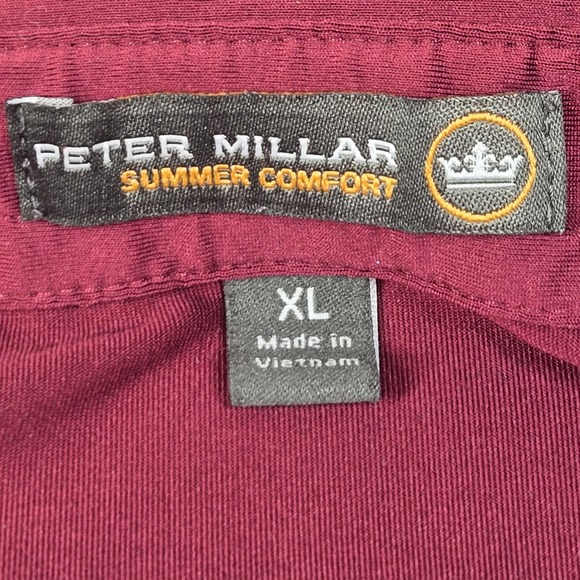 PETER MILLAR
SUMMER COMFORT
XL
Made in
Vietnam